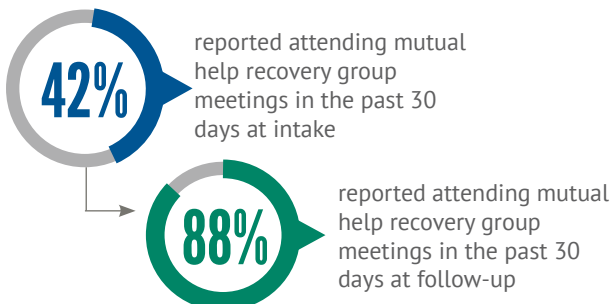 42%
reported attending mutual
help recovery group
meetings in the past 30
days at intake
88%
reported attending mutual
help recovery group
meetings in the past 30
days at follow-up